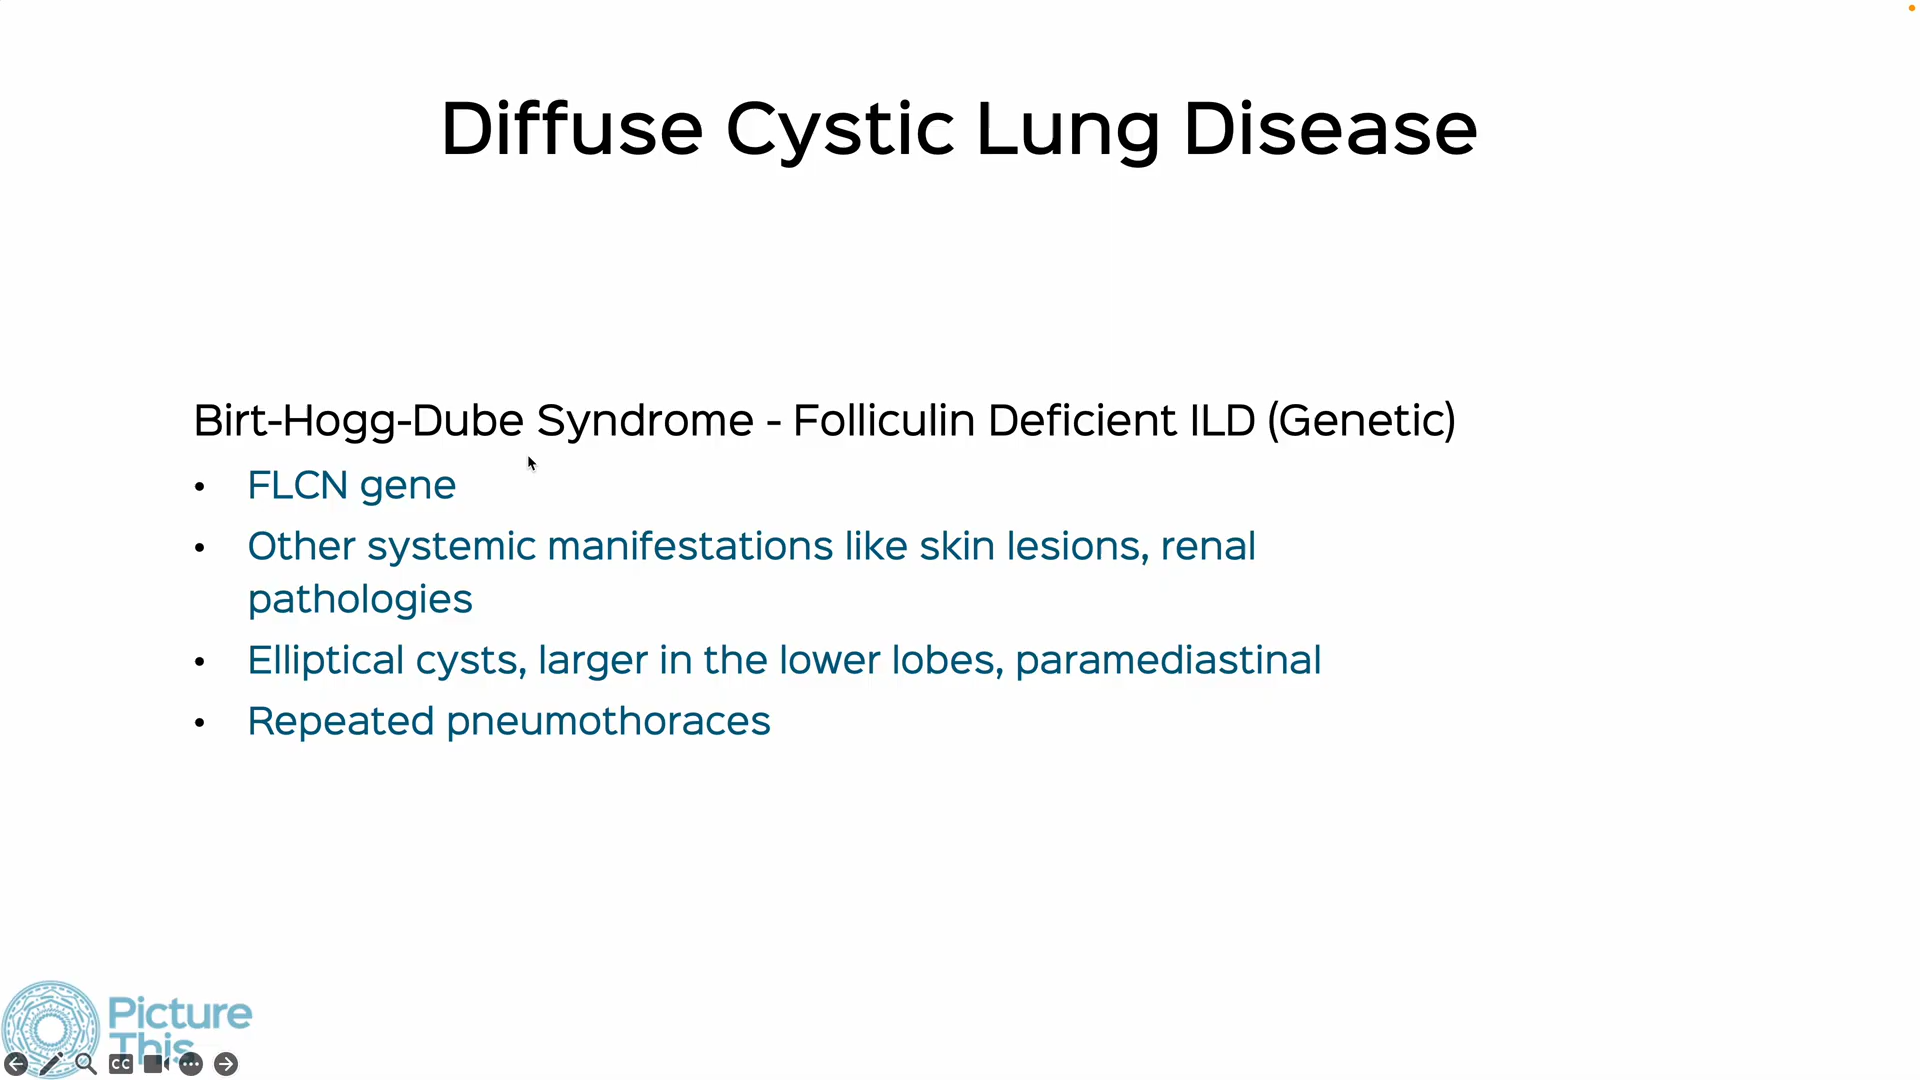 Diffuse Cystic Lung Disease
Birt-Hogg-Dube Syndrome - Folliculin Deficient ILD (Genetic)
• FLCN gene
• Other systemic manifestations like skin lesions, renal
pathologies
• Elliptical cysts, larger in the lower lobes, paramediastinal
• Repeated pneumothoraces
Picture
This
CC